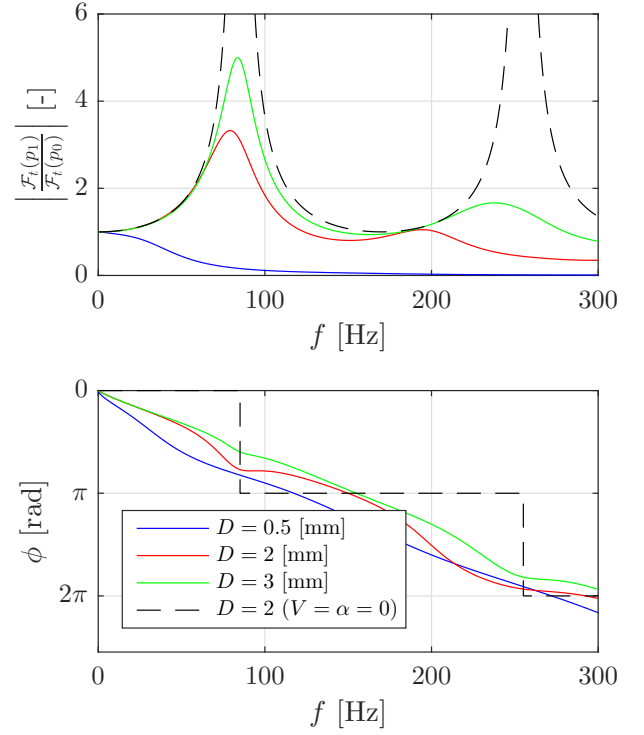 6
4
2
0
|𝓕ₜ(p₁)/𝓕ₜ(p₀)| [-]
0 100 200 300
f [Hz]
0
π
2π
ϕ [rad]
D = 0.5 [mm]
D = 2 [mm]
D = 3 [mm]
D = 2 (V = α = 0)
0 100 200 300
f [Hz]